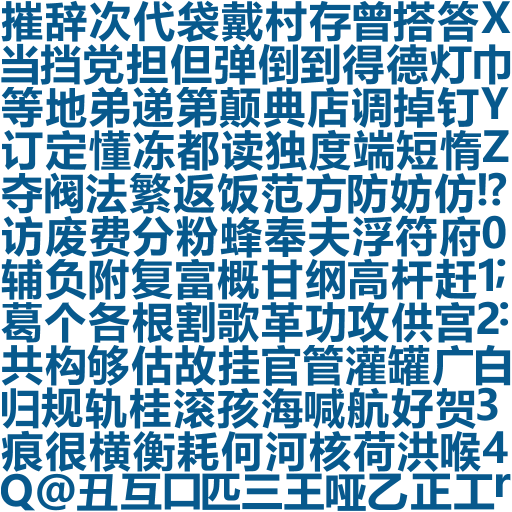 摧辞次代袋戴村存曾搭答X
当挡党担但弹倒到得德灯巾
等地弟递第颠典店调掉钉Y
订定懂冻都读独度端短惰Z
夺阀法繁返饭范方防妨仿!?
访废费分粉蜂奉夫浮符府0
辅负附复富概甘纲高杆赶1;
葛个各根割歌革功攻供宫2:
共构够估故挂官管灌罐广白
归规轨桂滚孩海喊航好贺3
痕很横衡耗何河核荷洪喉4
Q@丑互口匹三王哑乙正工r